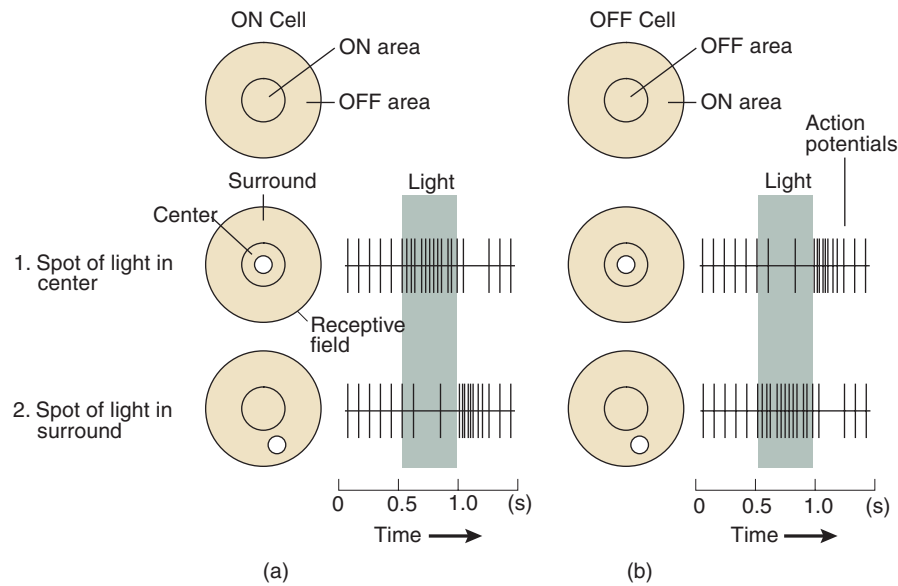 ON Cell
ON area
OFF area
OFF Cell
OFF area
ON area
Action
potentials
Surround
Light
Center
Light
1. Spot of light in
center
Receptive
field
2. Spot of light in
surround
0 0.5 1.0 (s)
Time
0 0.5 1.0 (s)
Time
(a)
(b)